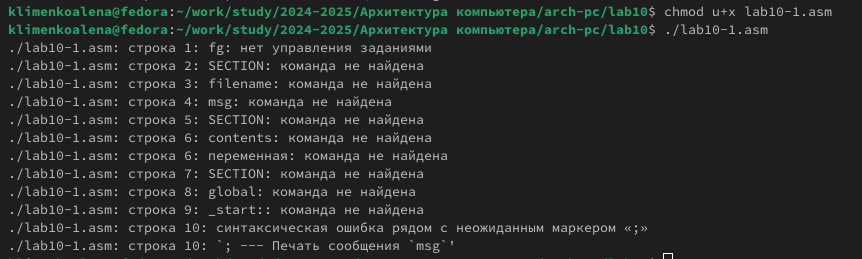 klimenkoalena@fedora:~/work/study/2024-2025/Архитектура компьютера/arch-pc/lab10$ chmod u+x lab10-1.asm
klimenkoalena@fedora:~/work/study/2024-2025/Архитектура компьютера/arch-pc/lab10$ ./lab10-1.asm
./lab10-1.asm: строка 1: fg: нет управления заданиями
./lab10-1.asm: строка 2: SECTION: команда не найдена
./lab10-1.asm: строка 3: filename: команда не найдена
./lab10-1.asm: строка 4: msg: команда не найдена
./lab10-1.asm: строка 5: SECTION: команда не найдена
./lab10-1.asm: строка 6: contents: команда не найдена
./lab10-1.asm: строка 6: переменная: команда не найдена
./lab10-1.asm: строка 7: SECTION: команда не найдена
./lab10-1.asm: строка 8: global: команда не найдена
./lab10-1.asm: строка 9: _start:: команда не найдена
./lab10-1.asm: строка 10: синтаксическая ошибка рядом с неожиданным маркером «;»
./lab10-1.asm: строка 10: `; --- Печать сообщения `msg`'